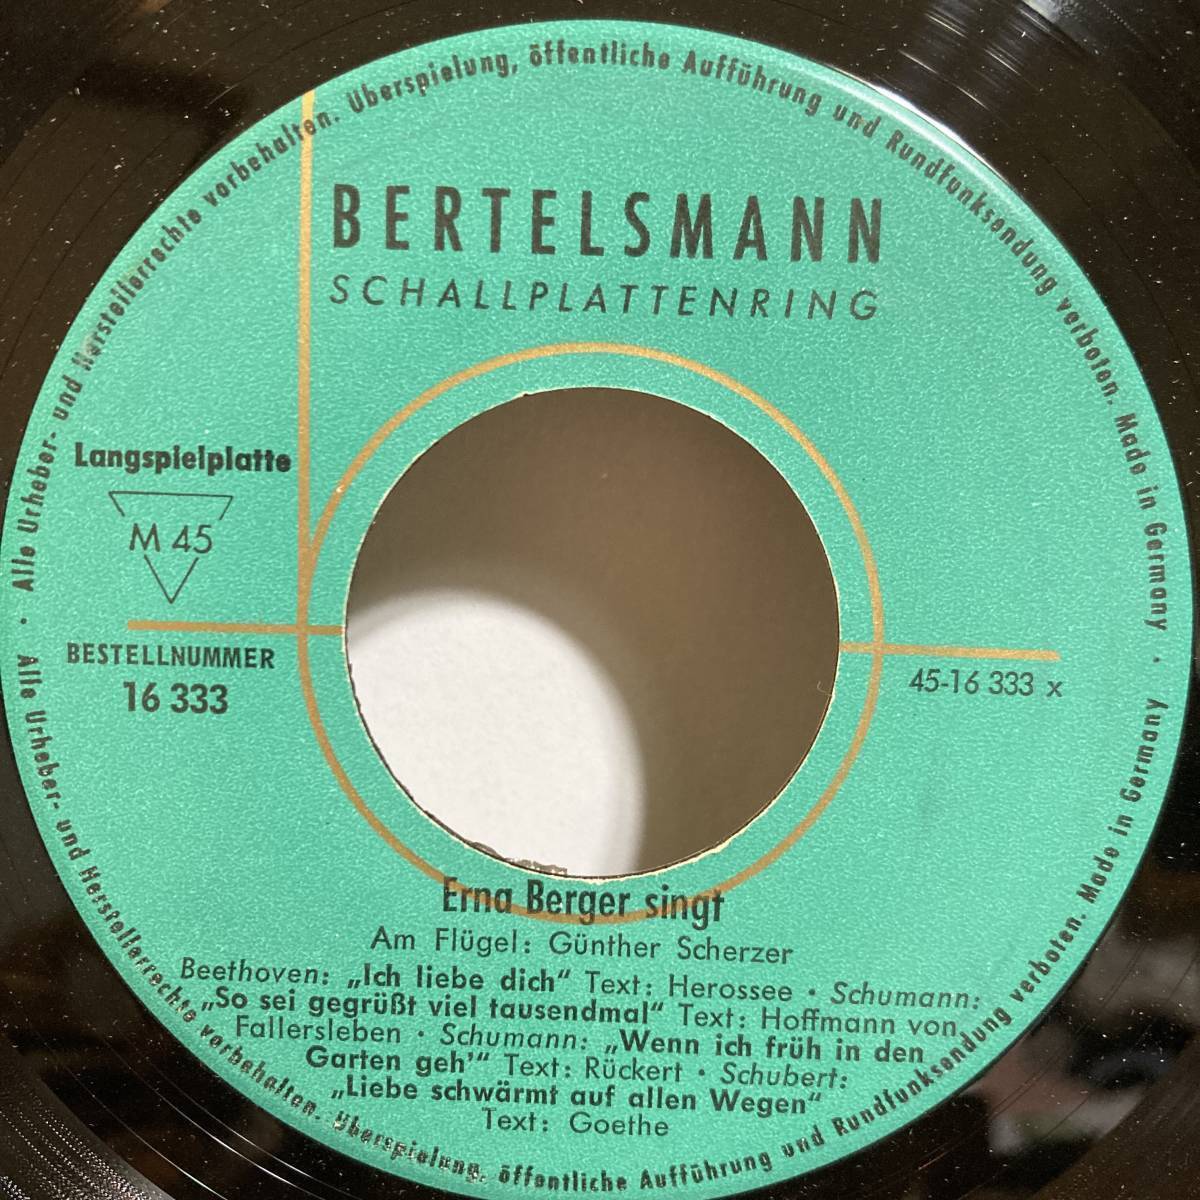 Alle Urheber- und Herstellerrechte vorbehalten. Überspielung, öffentliche Aufführung und Rundfunksendung verboten. Made in Germany ·
BERTELSMANN
SCHALLPLATTENRING
Langspielplatte
M 45
BESTELLNUMMER
16 333
45-16 333 x
Erna Berger singt
Am Flügel: Günther Scherzer
Beethoven: „Ich liebe dich“ Text: Herossee · Schumann:
„So sei gegrüßt viel tausendmal“ Text: Hoffmann von
Fallersleben · Schumann: „Wenn ich früh in den
Garten geh'“ Text: Rückert · Schubert:
„Liebe schwärmt auf allen Wegen“
Text: Goethe
Alle Urheber- und Herstellerrechte vorbehalten. Überspielung, öffentliche Aufführung und Rundfunksendung verboten. Made in Germany ·